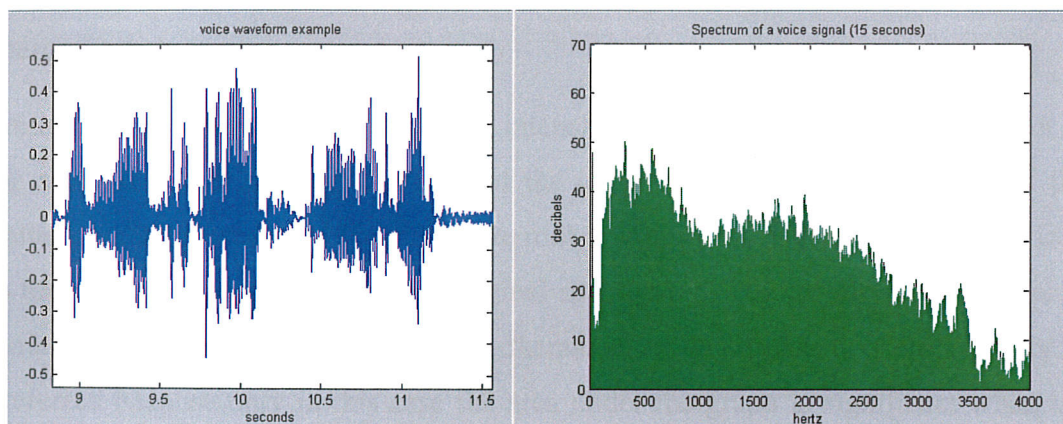 voice waveform example
0.5
0.4
0.3
0.2
0.1
0
-0.1
-0.2
-0.3
-0.4
-0.5
9 9.5 10 10.5 11 11.5
seconds
Spectrum of a voice signal (15 seconds)
decibels
70
60
50
40
30
20
10
0
0 500 1000 1500 2000 2500 3000 3500 4000
hertz